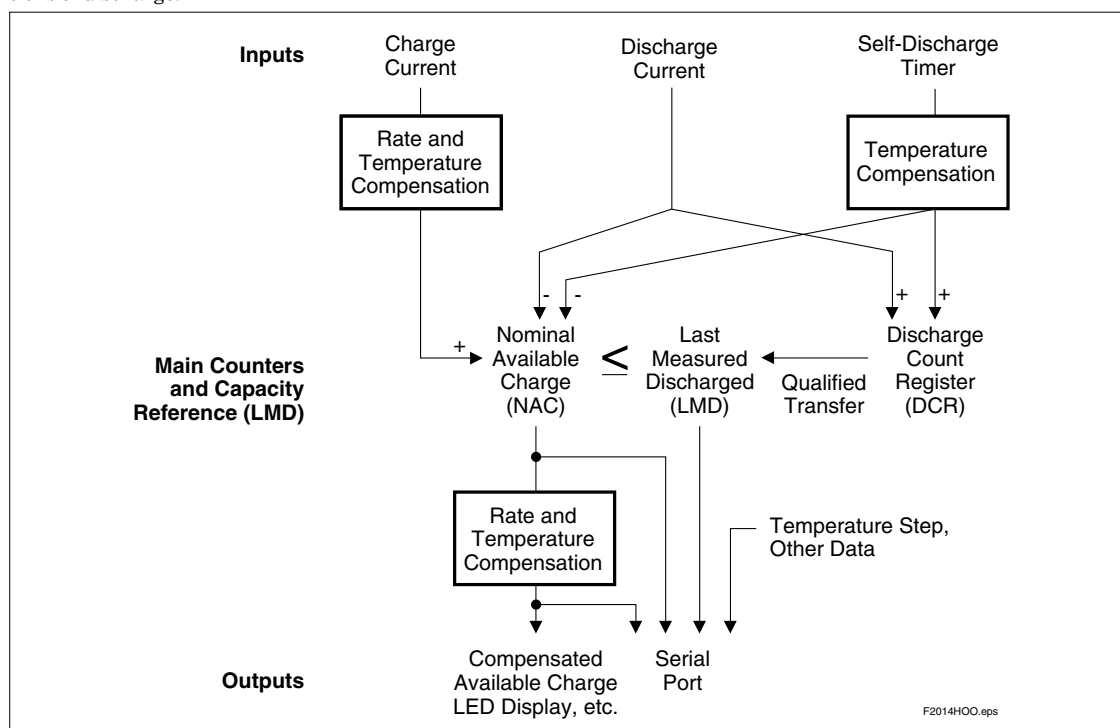 Inputs
Charge
Current
Discharge
Current
Self-Discharge
Timer
Rate and
Temperature
Compensation
Temperature
Compensation
- -
+ +
+
Main Counters
and Capacity
Reference (LMD)
Nominal
Available
Charge
(NAC)
≤
Last
Measured
Discharged
(LMD)
Qualified
Transfer
Discharge
Count
Register
(DCR)
Rate and
Temperature
Compensation
Temperature Step,
Other Data
Outputs
Compensated
Available Charge
LED Display, etc.
Serial
Port
F2014HOO.eps